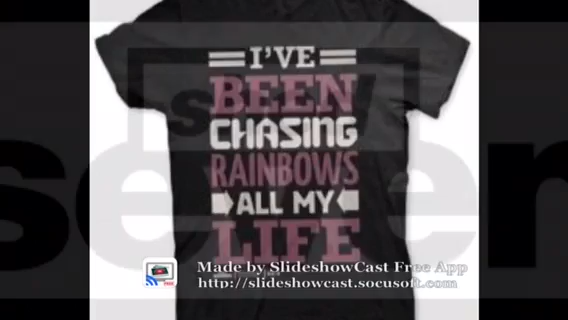 I'VE
BEEN
CHASING
RAINBOWS
ALL MY
LIFE
Made by SlideshowCast Free App
http://slideshowcast.socusoft.com